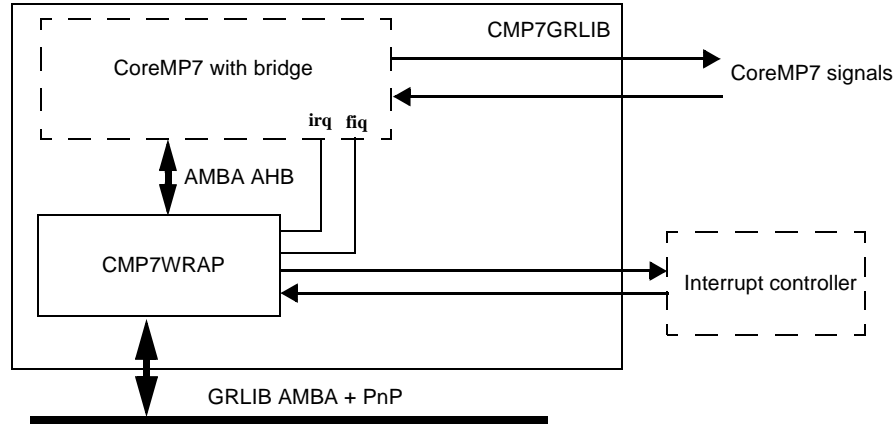 CMP7GRLIB
CoreMP7 with bridge
CoreMP7 signals
irq fiq
AMBA AHB
CMP7WRAP
Interrupt controller
GRLIB AMBA + PnP